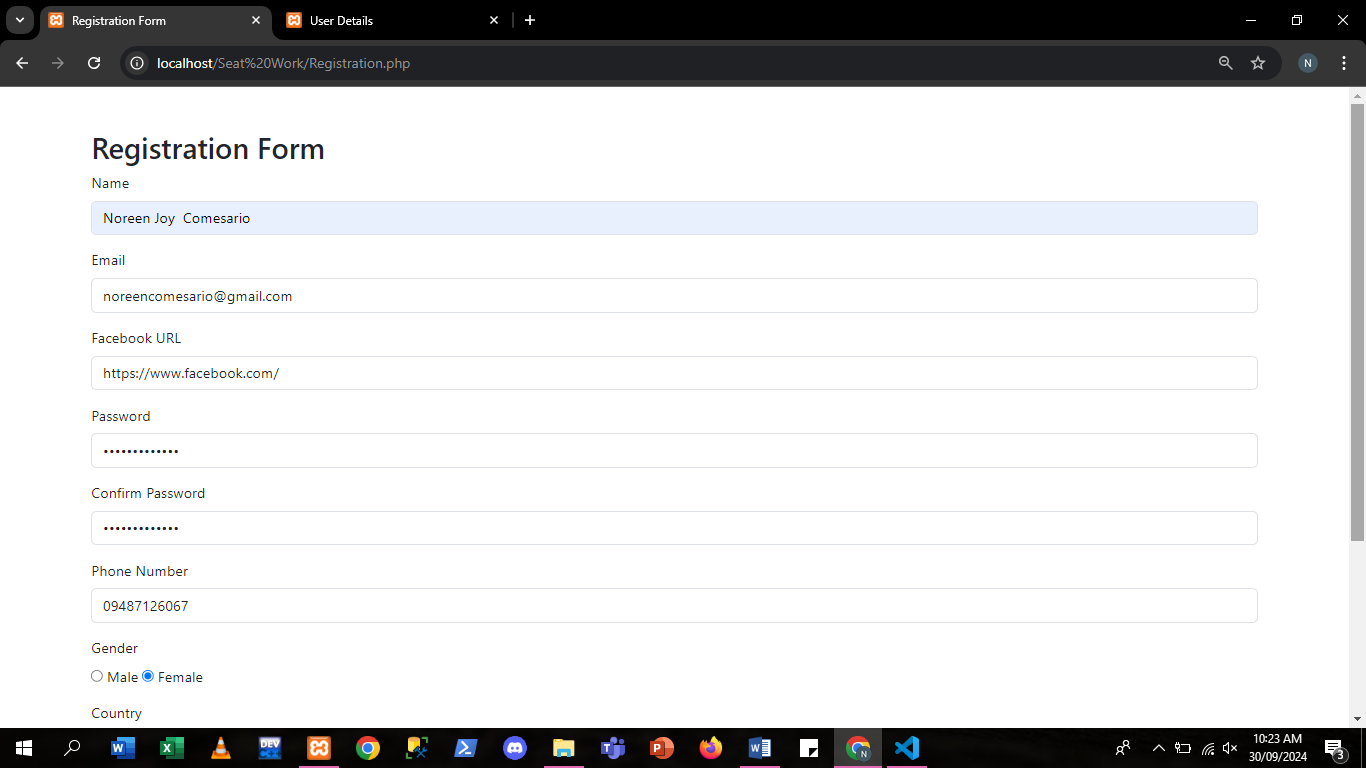 Registration Form
User Details
localhost/Seat%20Work/Registration.php
N
Registration Form
Name
Noreen Joy  Comesario
Email
noreencomesario@gmail.com
Facebook URL
https://www.facebook.com/
Password
•••••••••••••
Confirm Password
•••••••••••••
Phone Number
09487126067
Gender
Male Female
Country
DEV
10:23 AM
30/09/2024
3